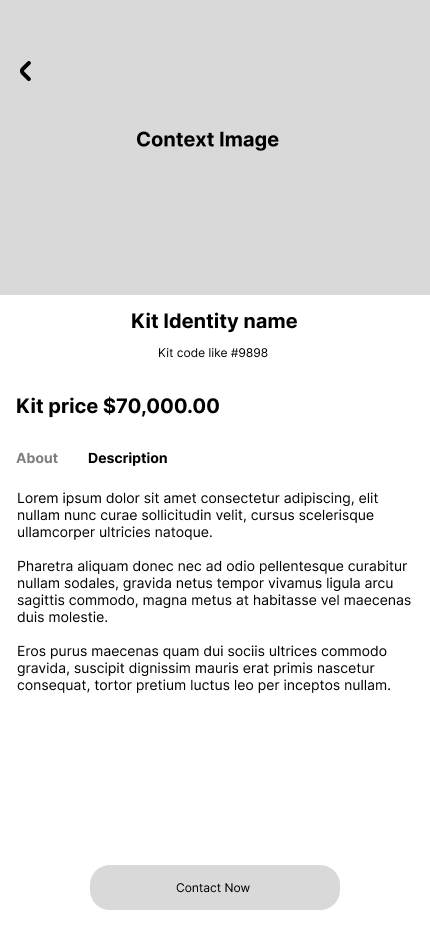 Context Image
Kit Identity name
Kit code like #9898
Kit price $70,000.00
About Description
Lorem ipsum dolor sit amet consectetur adipiscing, elit
nullam nunc curae sollicitudin velit, cursus scelerisque
ullamcorper ultricies natoque.
Pharetra aliquam donec nec ad odio pellentesque curabitur
nullam sodales, gravida netus tempor vivamus ligula arcu
sagittis commodo, magna metus at habitasse vel maecenas
duis molestie.
Eros purus maecenas quam dui sociis ultrices commodo
gravida, suscipit dignissim mauris erat primis nascetur
consequat, tortor pretium luctus leo per inceptos nullam.
Contact Now